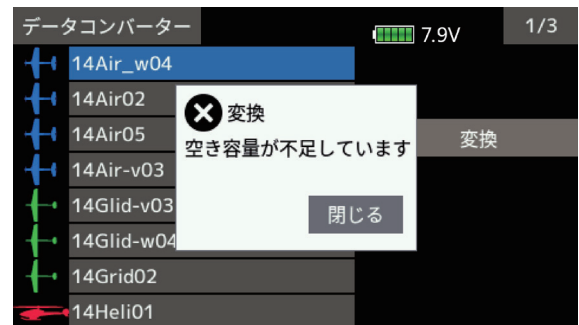 データコンバーター
7.9V
1/3
14Air_w04
14Air02
14Air05
14Air-v03
14Glid-v03
14Glid-w04
14Grid02
14Heli01
変換
変換
空き容量が不足しています
閉じる